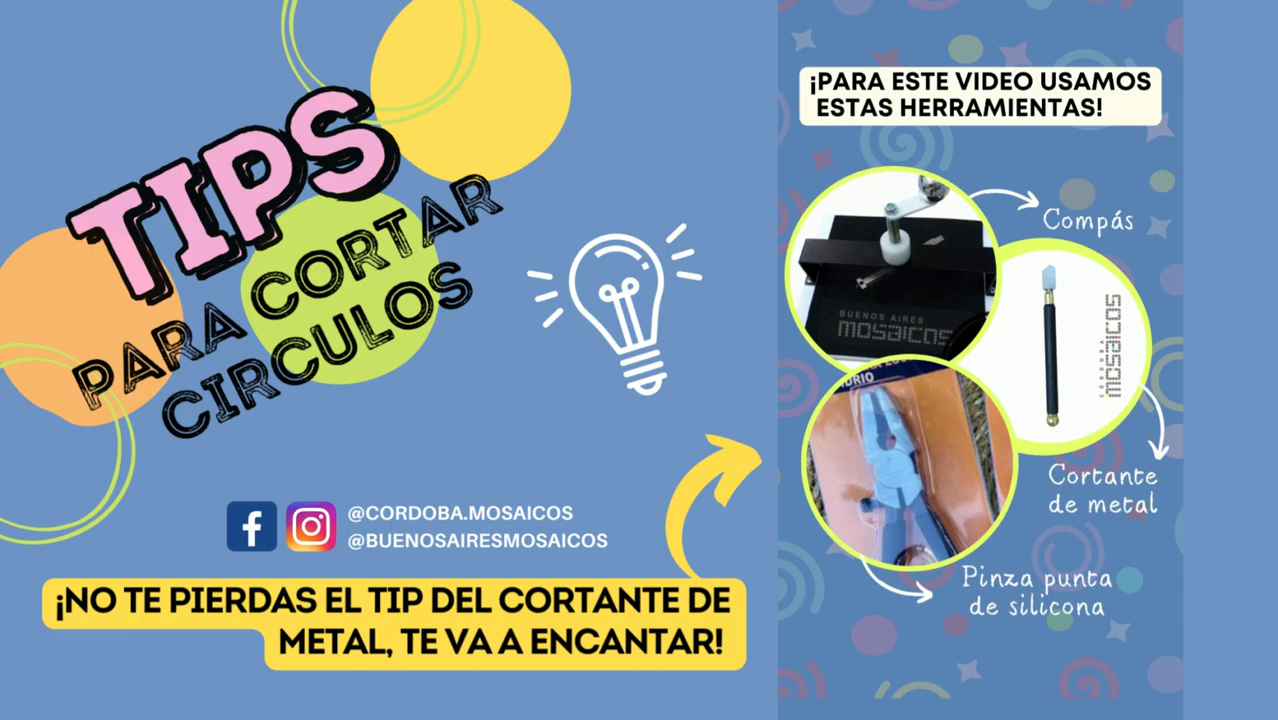 TIPS
PARA CORTAR
CIRCULOS
@CORDOBA.MOSAICOS
@BUENOSAIRESMOSAICOS
¡NO TE PIERDAS EL TIP DEL CORTANTE DE
METAL, TE VA A ENCANTAR!
¡PARA ESTE VIDEO USAMOS
ESTAS HERRAMIENTAS!
Compás
BUENOS AIRES
mosaicos
CÓRDOBA
mosaicos
Cortante
de metal
Pinza punta
de silicona